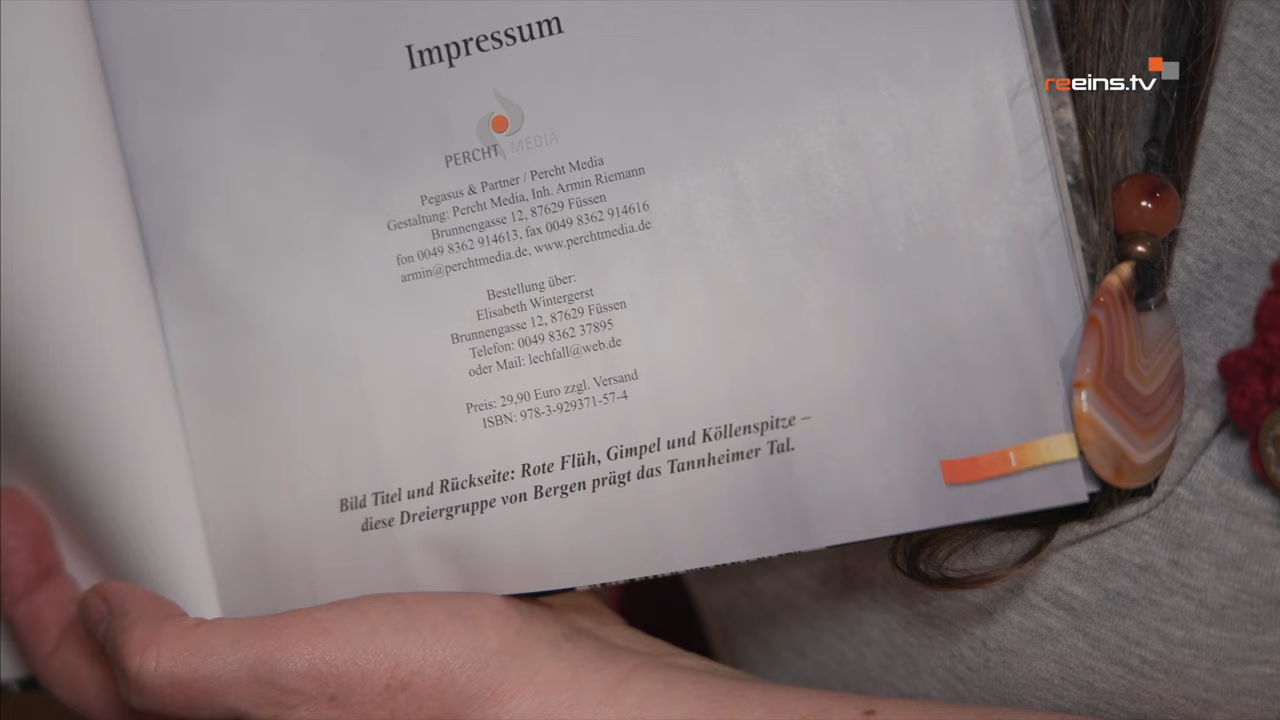 Impressum
reeins.tv
PERCHT MEDIA
Pegasus & Partner / Percht Media
Gestaltung: Percht Media, Inh. Armin Riemann
Brunnengasse 12, 87629 Füssen
fon 0049 8362 914613, fax 0049 8362 914616
armin@perchtmedia.de, www.perchtmedia.de
Bestellung über:
Elisabeth Wintergerst
Brunnengasse 12, 87629 Füssen
Telefon: 0049 8362 37895
oder Mail: lechfall@web.de
Preis: 29,90 Euro zzgl. Versand
ISBN: 978-3-929371-57-4
Bild Titel und Rückseite: Rote Flüh, Gimpel und Köllenspitze –
diese Dreiergruppe von Bergen prägt das Tannheimer Tal.